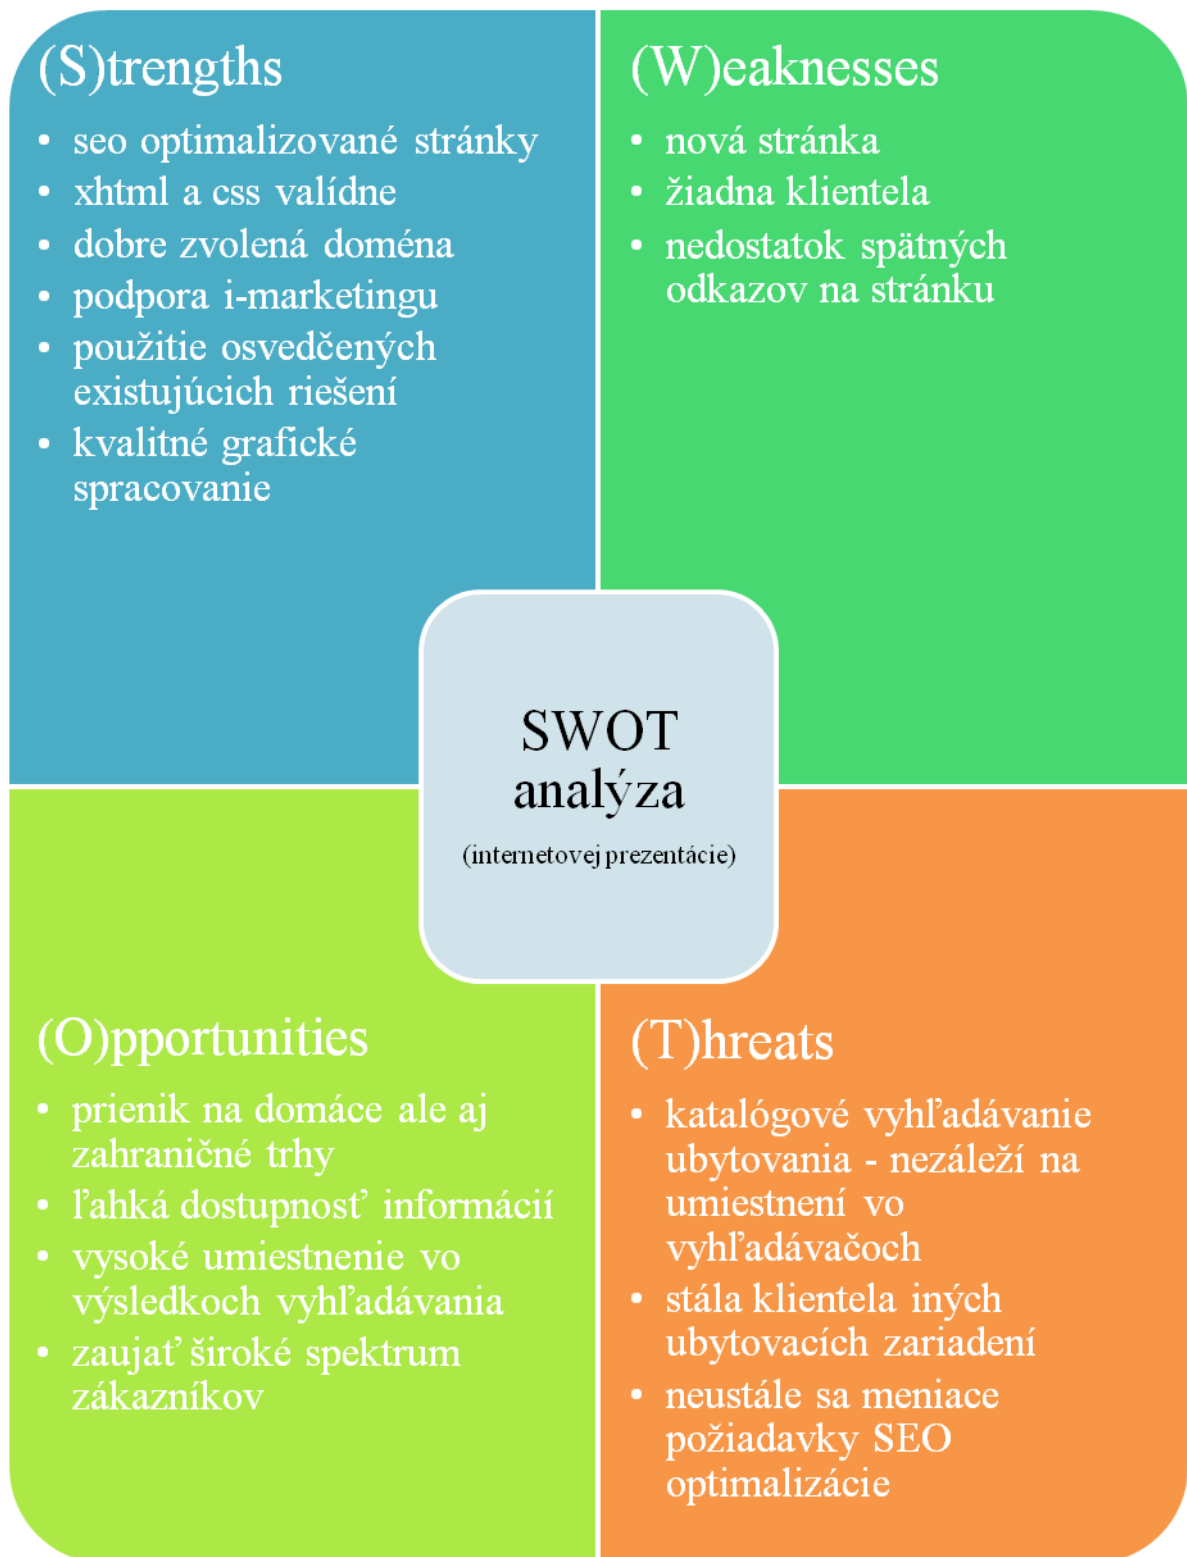 (S)trengths
• seo optimalizované stránky
• xhtml a css valídne
• dobre zvolená doména
• podpora i-marketingu
• použitie osvedčených
existujúcich riešení
• kvalitné grafické
spracovanie
(W)eaknesses
• nová stránka
• žiadna klientela
• nedostatok spätných
odkazov na stránku
SWOT
analýza
(internetovej prezentácie)
(O)pportunities
• prienik na domáce ale aj
zahraničné trhy
• ľahká dostupnosť informácií
• vysoké umiestnenie vo
výsledkoch vyhľadávania
• zaujať široké spektrum
zákazníkov
(T)hreats
• katalógové vyhľadávanie
ubytovania - nezáleží na
umiestnení vo
vyhľadávačoch
• stála klientela iných
ubytovacích zariadení
• neustále sa meniace
požiadavky SEO
optimalizácie